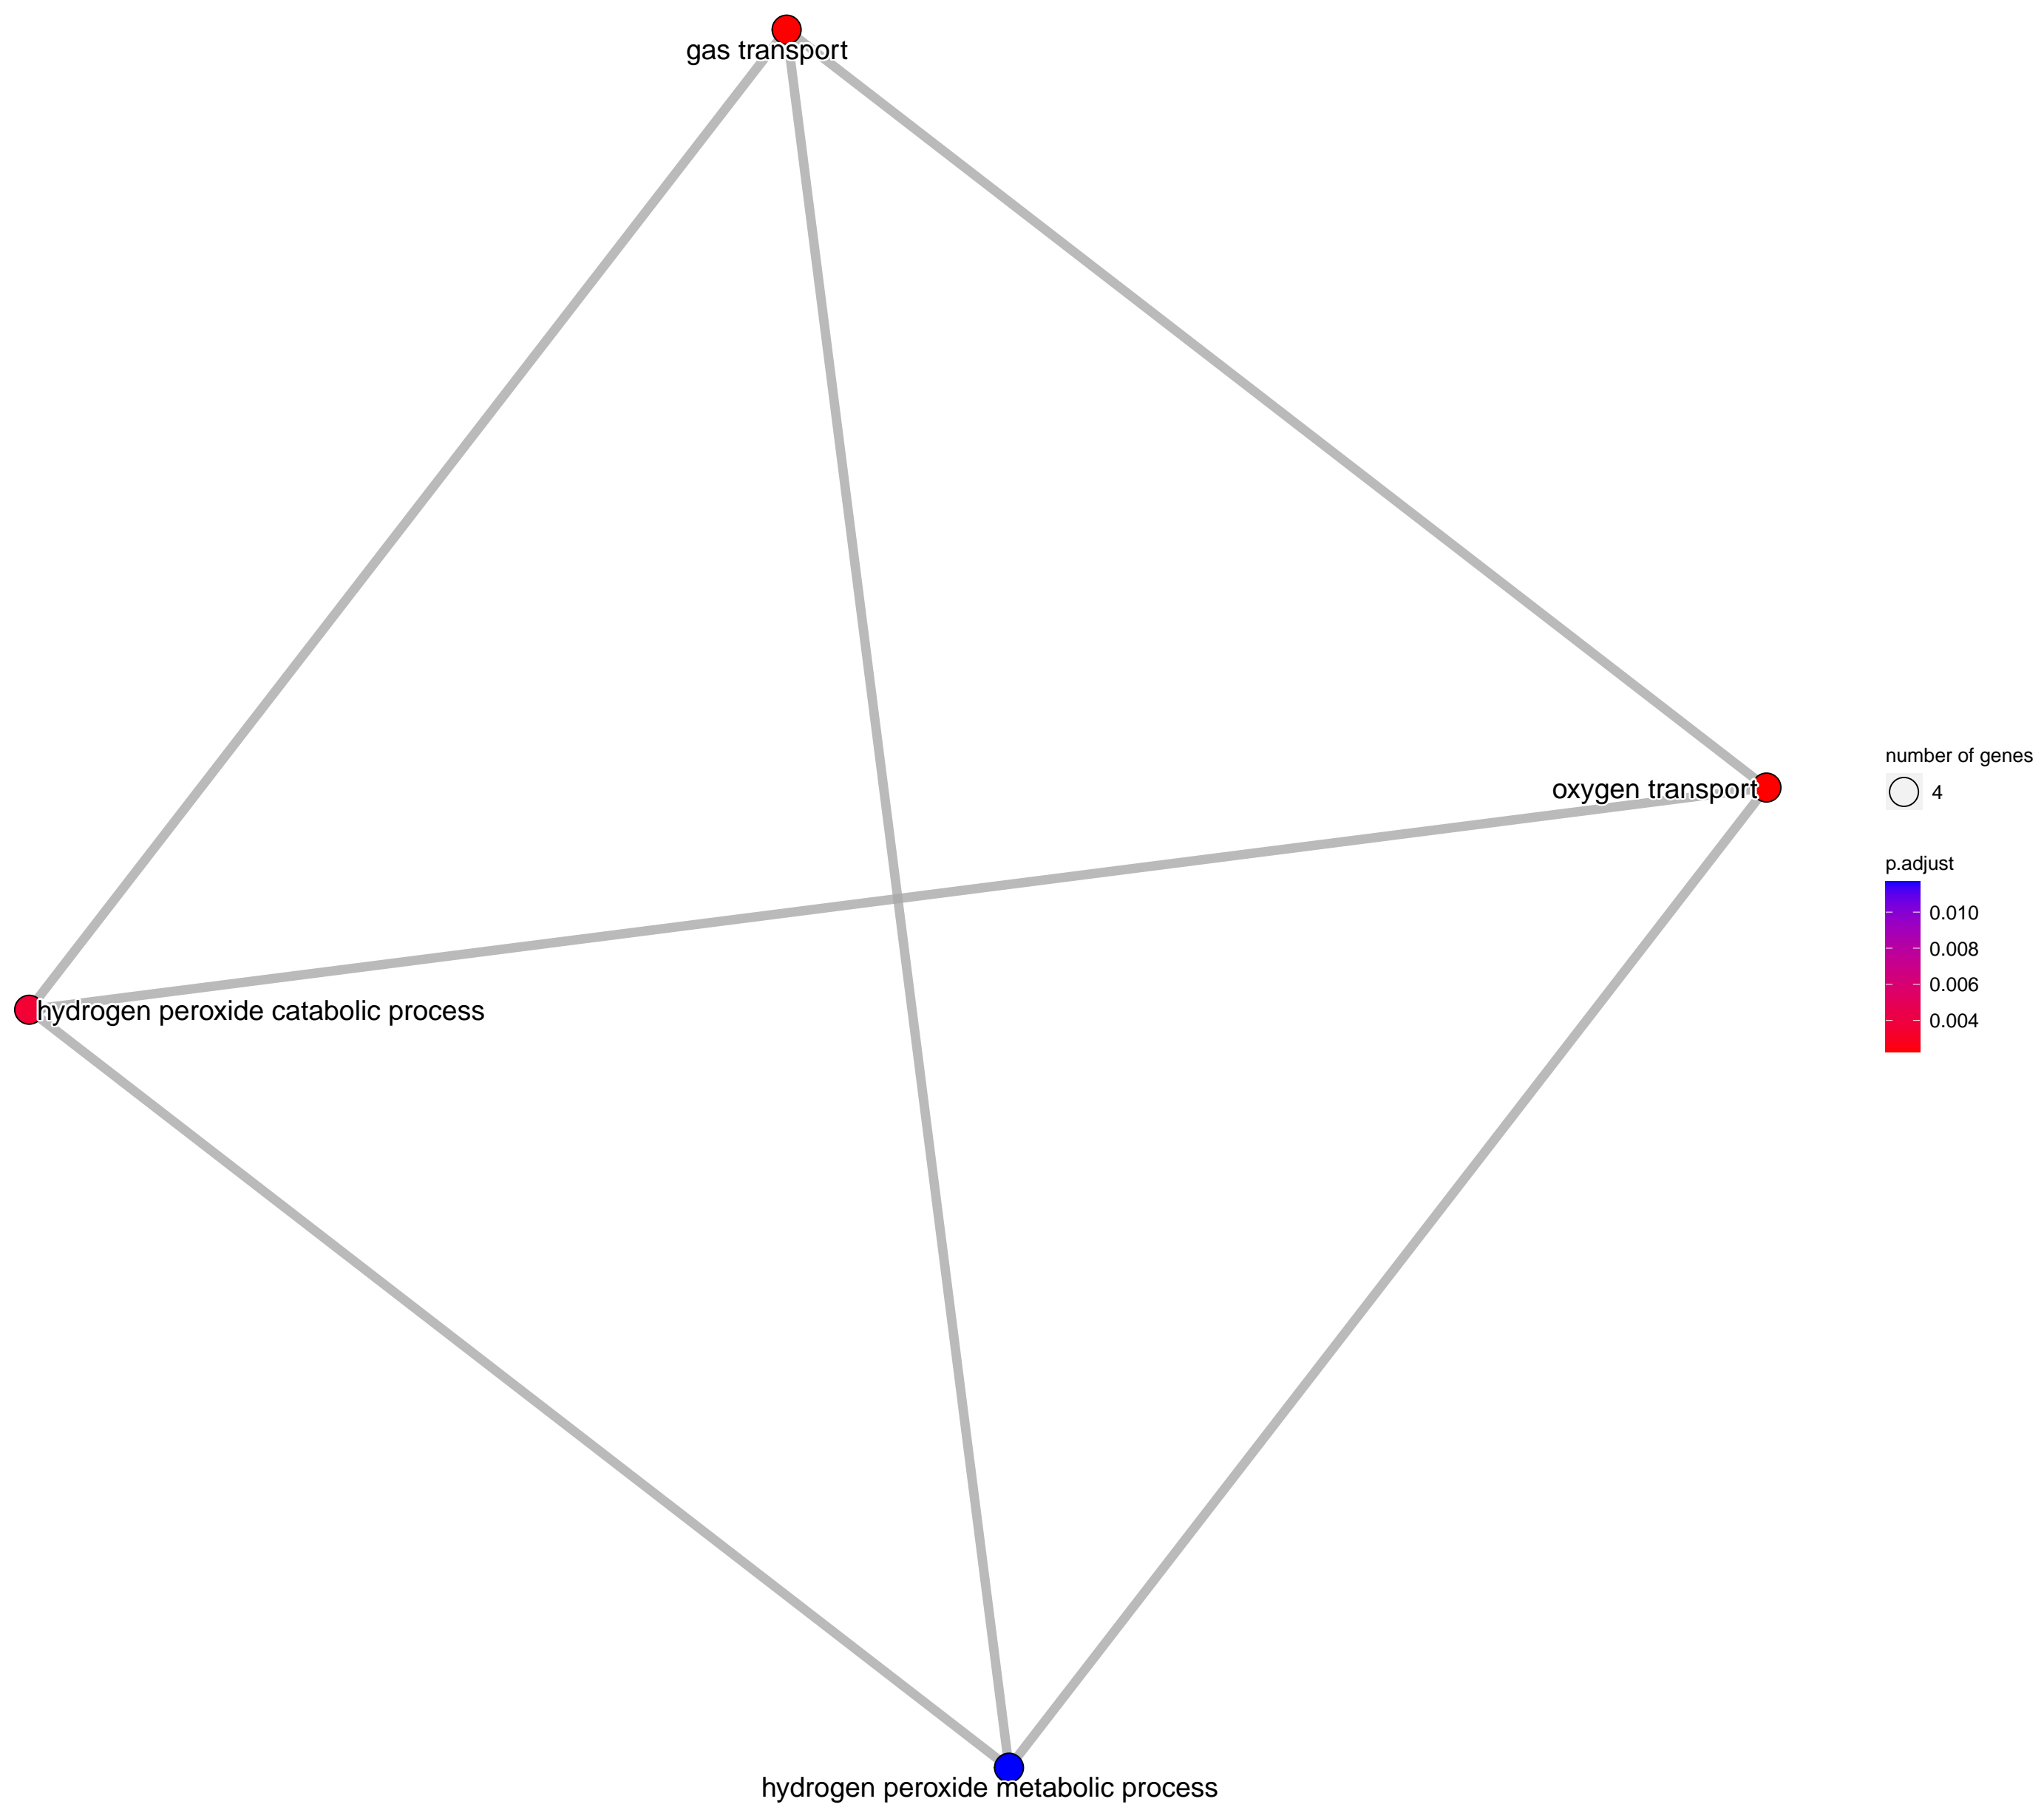 gas transport
number of genes
oxygen transport
4
p.adjust
0.010
0.008
0.006
0.004
hydrogen peroxide catabolic process
hydrogen peroxide metabolic process